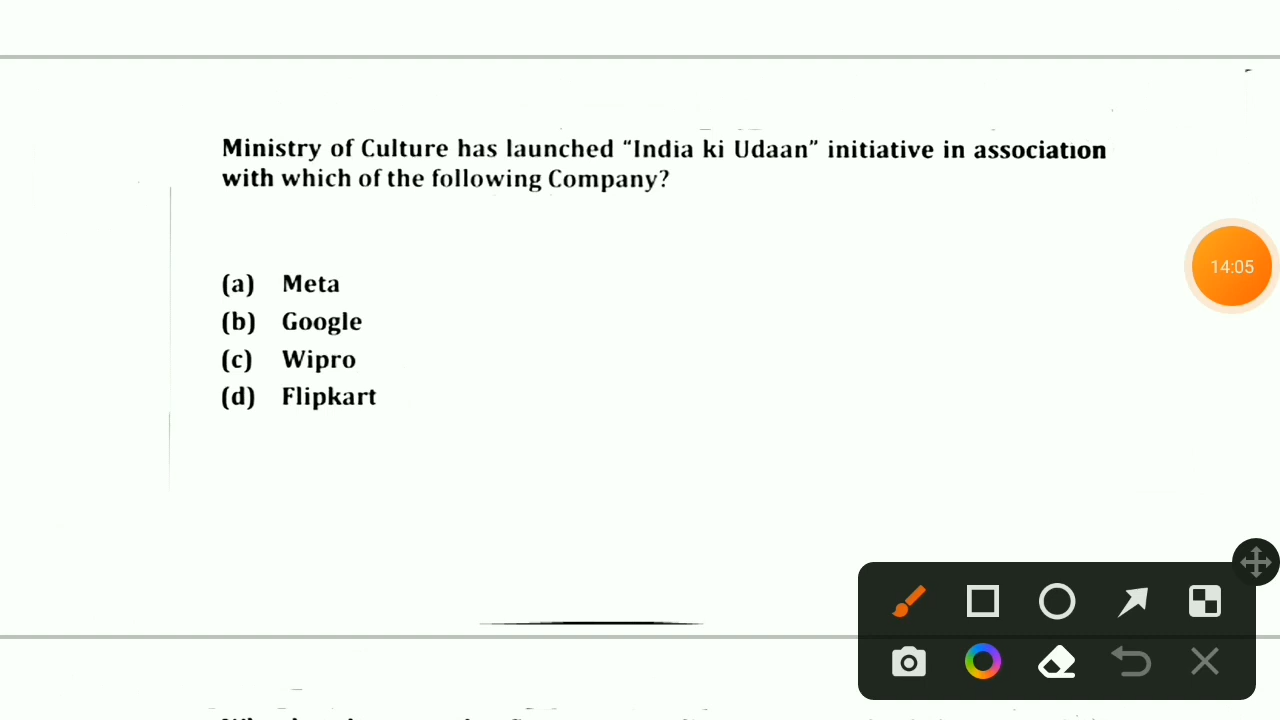 Ministry of Culture has launched “India ki Udaan” initiative in association
with which of the following Company?
(a) Meta
(b) Google
(c) Wipro
(d) Flipkart
14:05